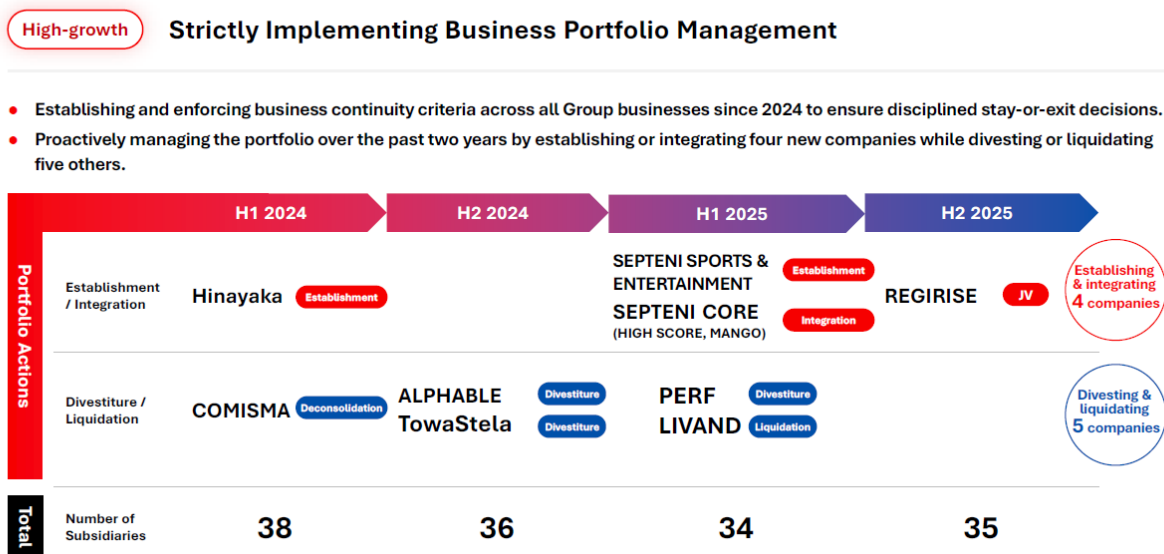 High-growth
Strictly Implementing Business Portfolio Management
● Establishing and enforcing business continuity criteria across all Group businesses since 2024 to ensure disciplined stay-or-exit decisions.
● Proactively managing the portfolio over the past two years by establishing or integrating four new companies while divesting or liquidating
five others.
H1 2024
H2 2024
H1 2025
H2 2025
Portfolio Actions
Establishment
/ Integration
Hinayaka
Establishment
SEPTENI SPORTS &
ENTERTAINMENT
Establishment
SEPTENI CORE
(HIGH SCORE, MANGO)
Integration
REGIRISE
JV
Establishing
& integrating
4 companies
Divestiture /
Liquidation
COMISMA
Deconsolidation
ALPHABLE
Divestiture
TowaStela
Divestiture
PERF
Divestiture
LIVAND
Liquidation
Divesting &
liquidating
5 companies
Total
Number of
Subsidiaries
38
36
34
35